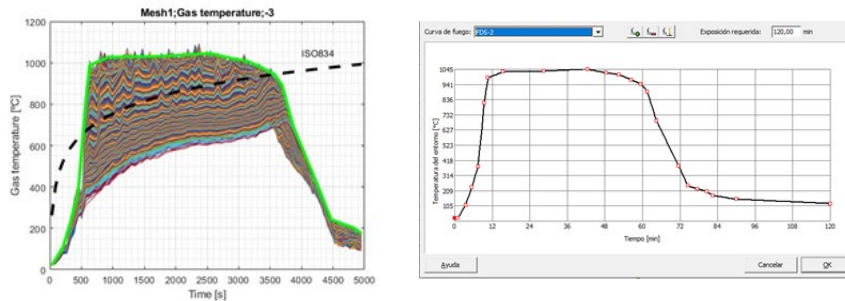 Mesh1;Gas temperature;-3
1200
1000
800
600
400
200
0
Gas temperature [ºC]
ISO834
0 500 1000 1500 2000 2500 3000 3500 4000 4500 5000
Time [s]
Curva de fuego: FDS-2
Exposición requerida: 120,00 min
1045
941
836
732
627
523
418
314
209
105
Temperatura del entorno [ºC]
0 12 24 36 48 60 72 84 96 108 120
Tiempo [min]
Ayuda
Cancelar
OK